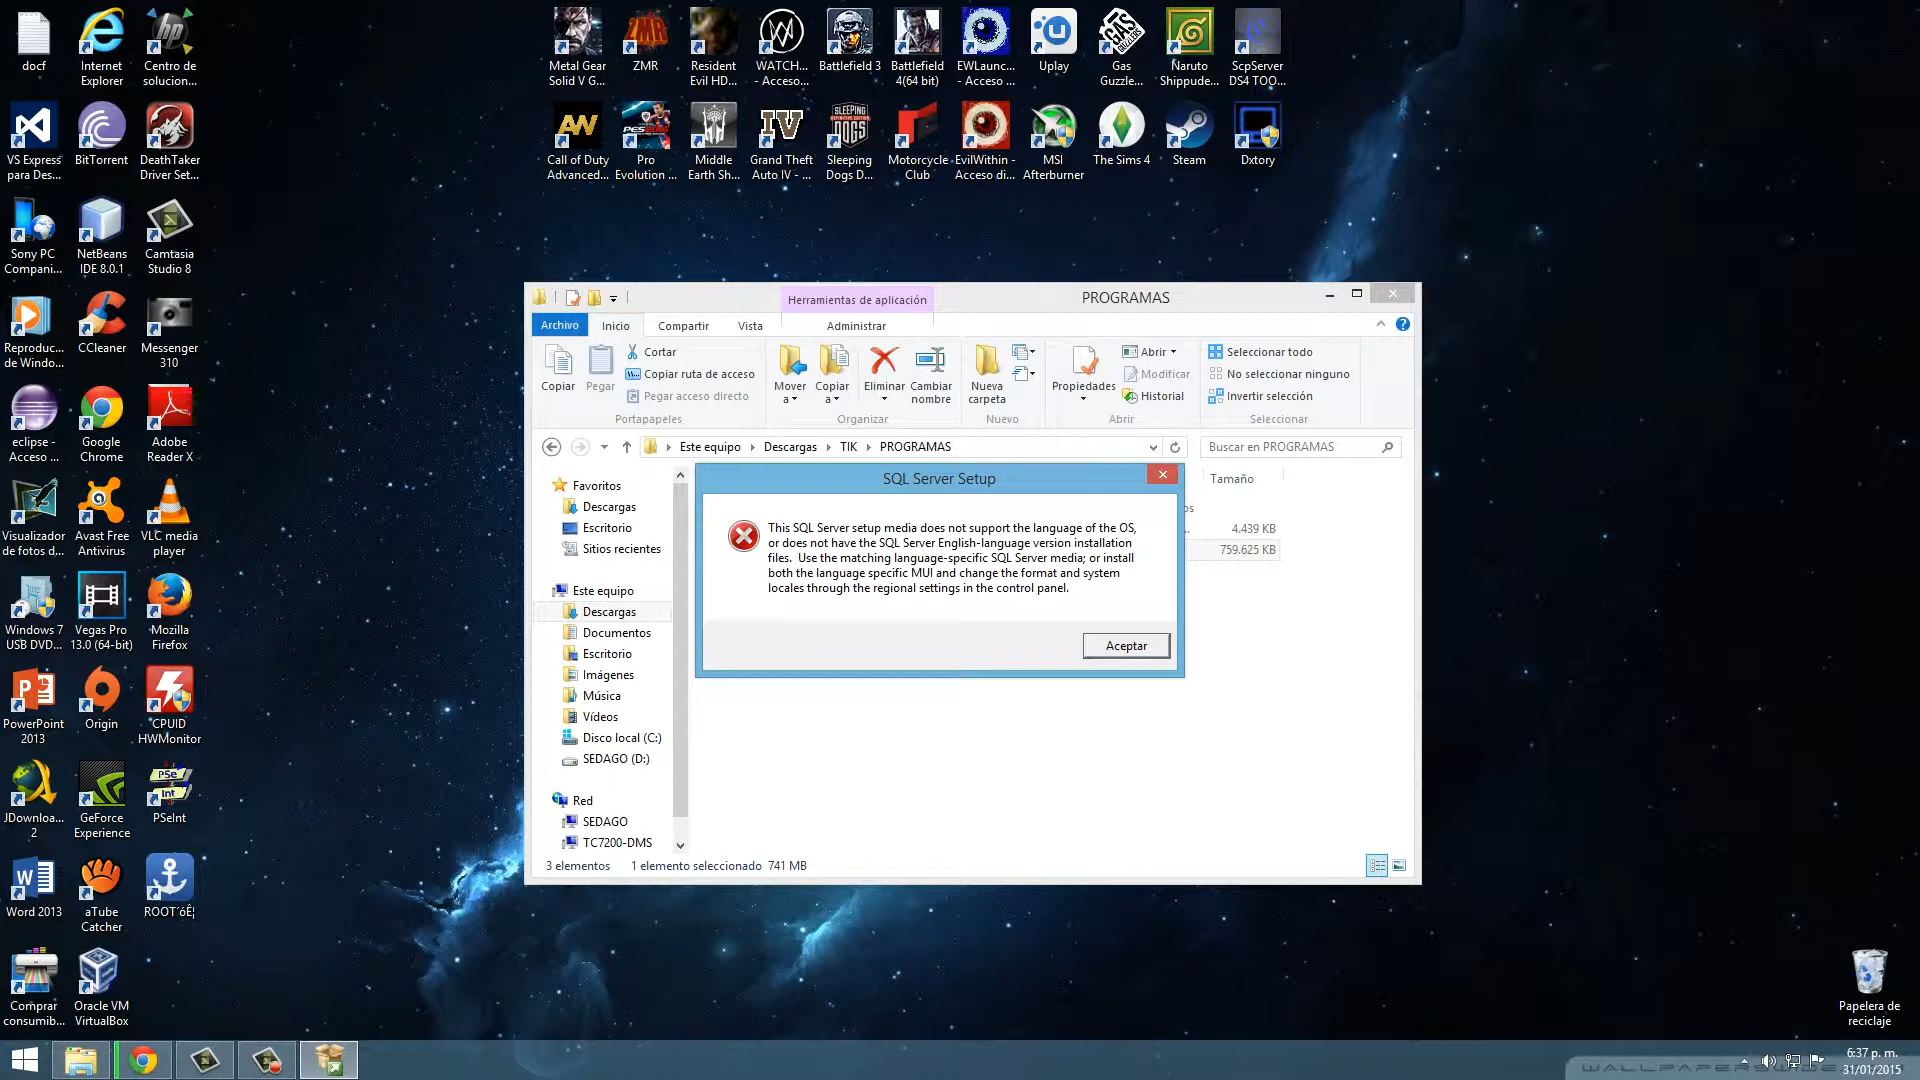 docf
Internet
Explorer
Centro de
solucion...
VS Express
para Des...
BitTorrent
DeathTaker
Driver Set...
Sony PC
Compani...
NetBeans
IDE 8.0.1
Camtasia
Studio 8
Reproduc...
de Windo...
CCleaner
Messenger
310
eclipse -
Acceso ...
Google
Chrome
Adobe
Reader X
Visualizador
de fotos d...
Avast Free
Antivirus
VLC media
player
Windows 7
USB DVD...
Vegas Pro
13.0 (64-bit)
Mozilla
Firefox
PowerPoint
2013
Origin
CPUID
HWMonitor
JDownloa...
2
GeForce
Experience
PSeInt
Word 2013
aTube
Catcher
ROOT´óÊ¦
Comprar
consumib...
Oracle VM
VirtualBox
Metal Gear
Solid V G...
ZMR
Resident
Evil HD...
WATCH...
- Acceso...
Battlefield 3
Battlefield
4(64 bit)
EWLaunc...
- Acceso ...
Uplay
Gas
Guzzle...
Naruto
Shippude...
ScpServer
DS4 TOO...
Call of Duty
Advanced...
Pro
Evolution ...
Middle
Earth Sh...
Grand Theft
Auto IV - ...
Sleeping
Dogs D...
Motorcycle
Club
EvilWithin -
Acceso di...
MSI
Afterburner
The Sims 4
Steam
Dxtory
Herramientas de aplicación
PROGRAMAS
Archivo
Inicio
Compartir
Vista
Administrar
Copiar
Pegar
Cortar
Copiar ruta de acceso
Pegar acceso directo
Portapapeles
Mover
a
Copiar
a
Eliminar
Cambiar
nombre
Organizar
Nueva
carpeta
Nuevo
Propiedades
Abrir
Modificar
Historial
Abrir
Seleccionar todo
No seleccionar ninguno
Invertir selección
Seleccionar
Este equipo
Descargas
TIK
PROGRAMAS
Buscar en PROGRAMAS
Favoritos
Descargas
Escritorio
Sitios recientes
Este equipo
Descargas
Documentos
Escritorio
Imágenes
Música
Vídeos
Disco local (C:)
SEDAGO (D:)
Red
SEDAGO
TC7200-DMS
Tamaño
4.439 KB
759.625 KB
SQL Server Setup
This SQL Server setup media does not support the language of the OS,
or does not have the SQL Server English-language version installation
files. Use the matching language-specific SQL Server media; or install
both the language specific MUI and change the format and system
locales through the regional settings in the control panel.
Aceptar
3 elementos
1 elemento seleccionado 741 MB
Papelera de
reciclaje
6:37 p. m.
31/01/2015